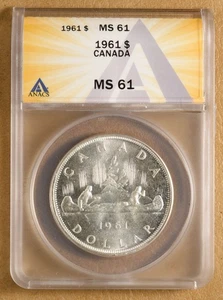 1961 $ MS 61
1961 $
CANADA
MS 61
ANACS
CANADA
1961
DOLLAR